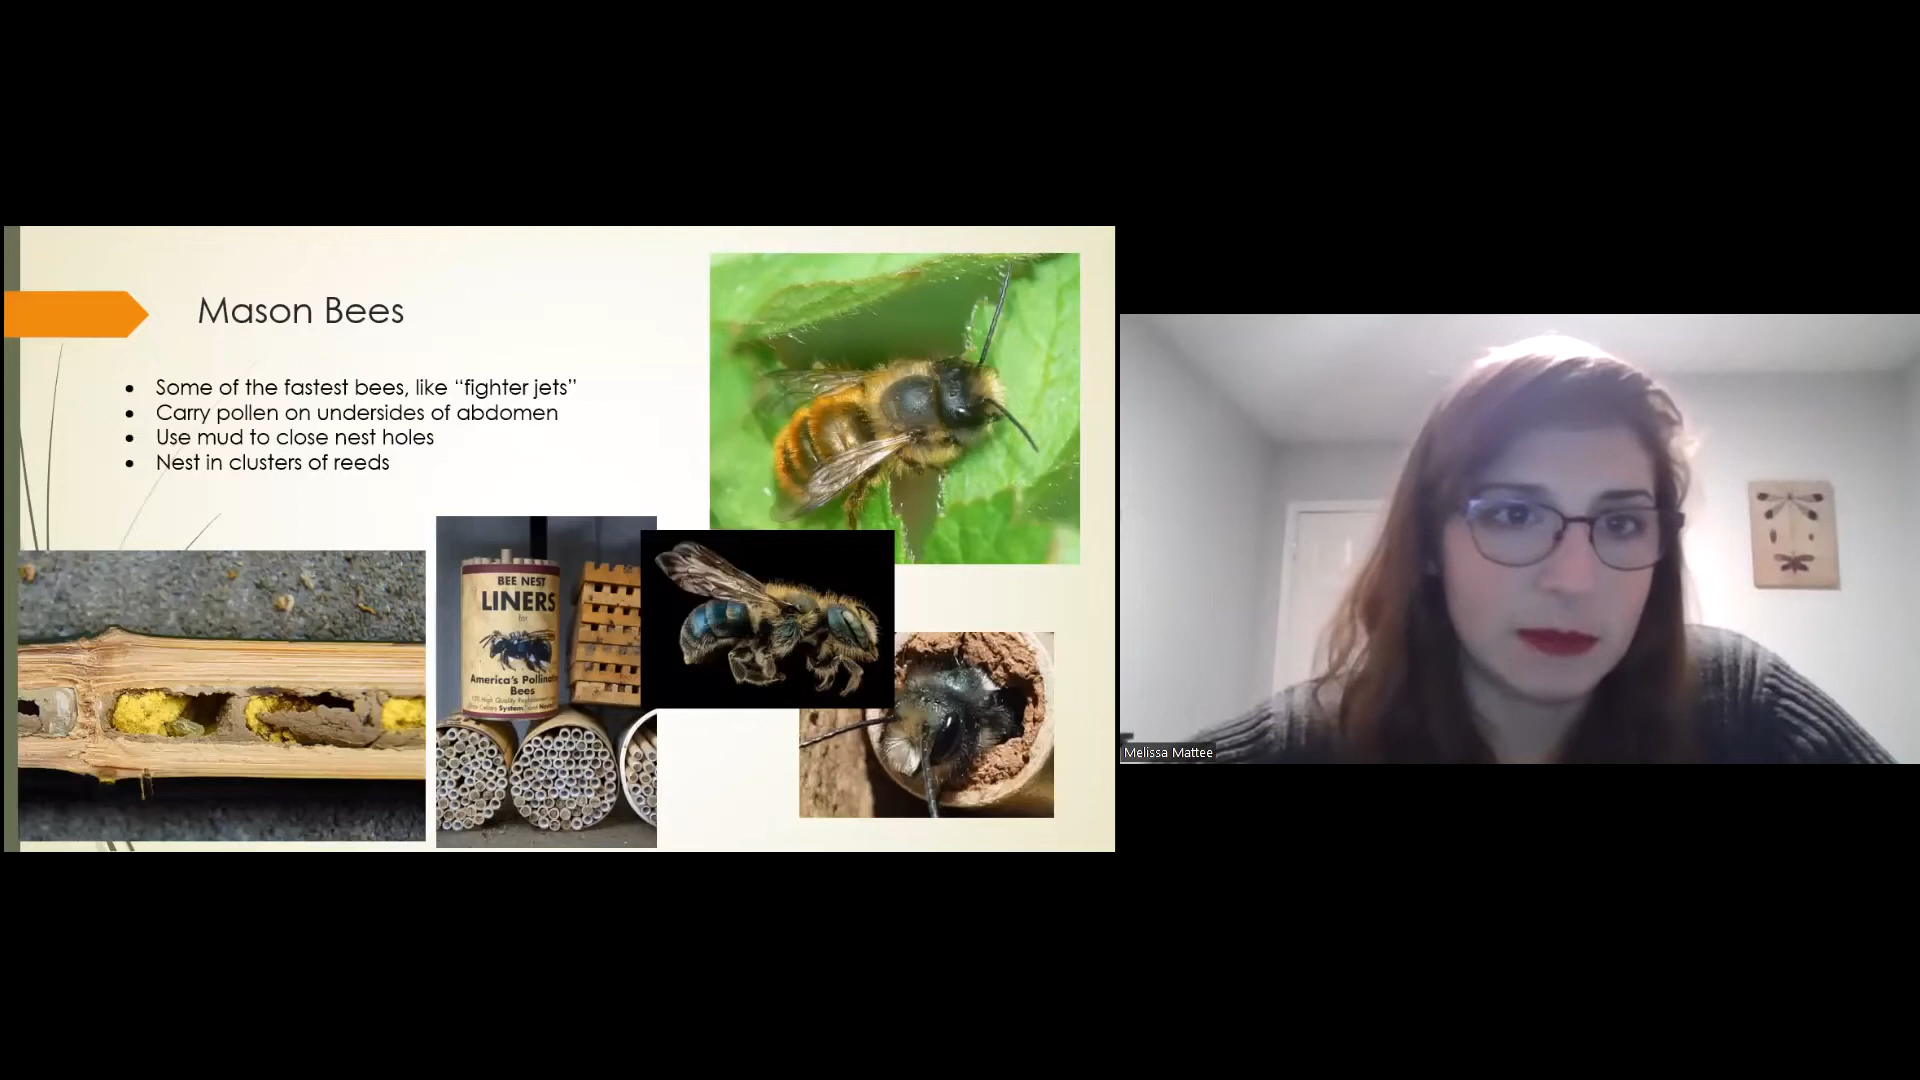 Mason Bees
Some of the fastest bees, like “fighter jets”
Carry pollen on undersides of abdomen
Use mud to close nest holes
Nest in clusters of reeds
BEE NEST
LINERS
for
America's
Bees
Melissa Mattee